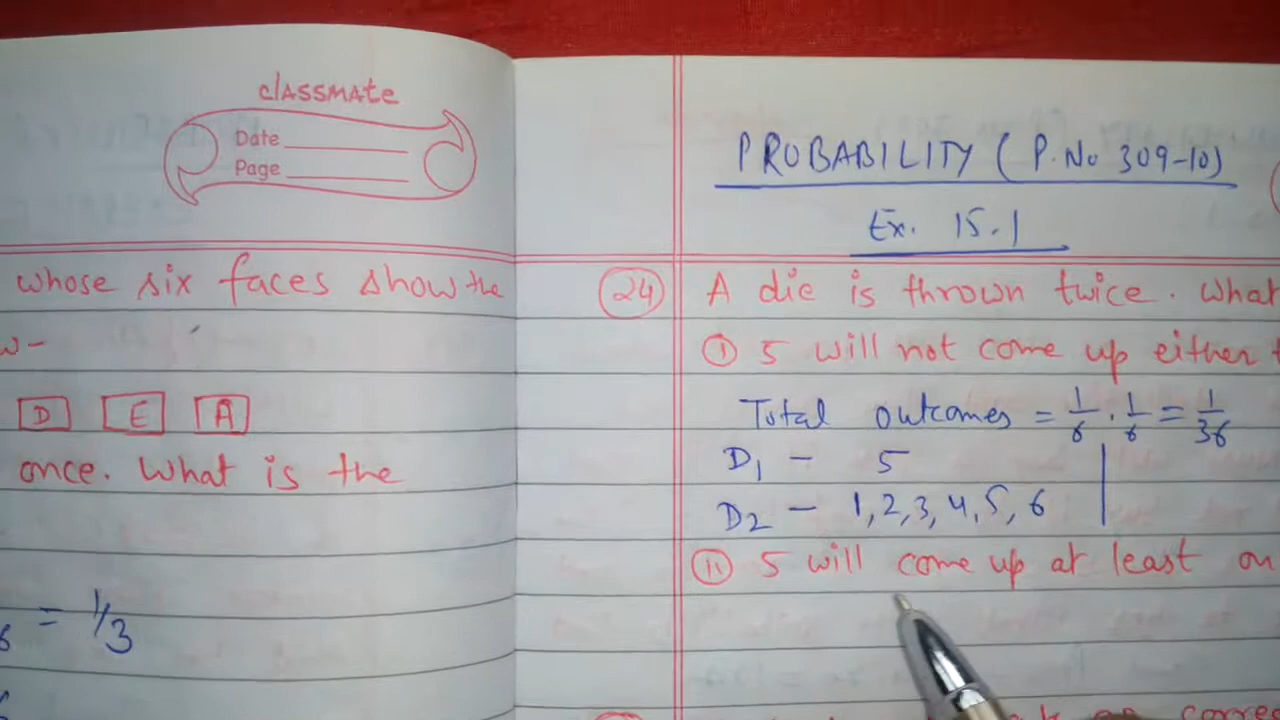 classmate
Date
Page
whose six faces show the
w-
D E A
once. What is the
6 = 1/3
PROBABILITY ( P. No 309-10)
Ex. 15.1
24 A die is thrown twice. What
i 5 will not come up either
Total outcomes = 1/6 . 1/6 = 1/36
D1 - 5
D2 - 1,2,3,4,5,6
ii 5 will come up at least on